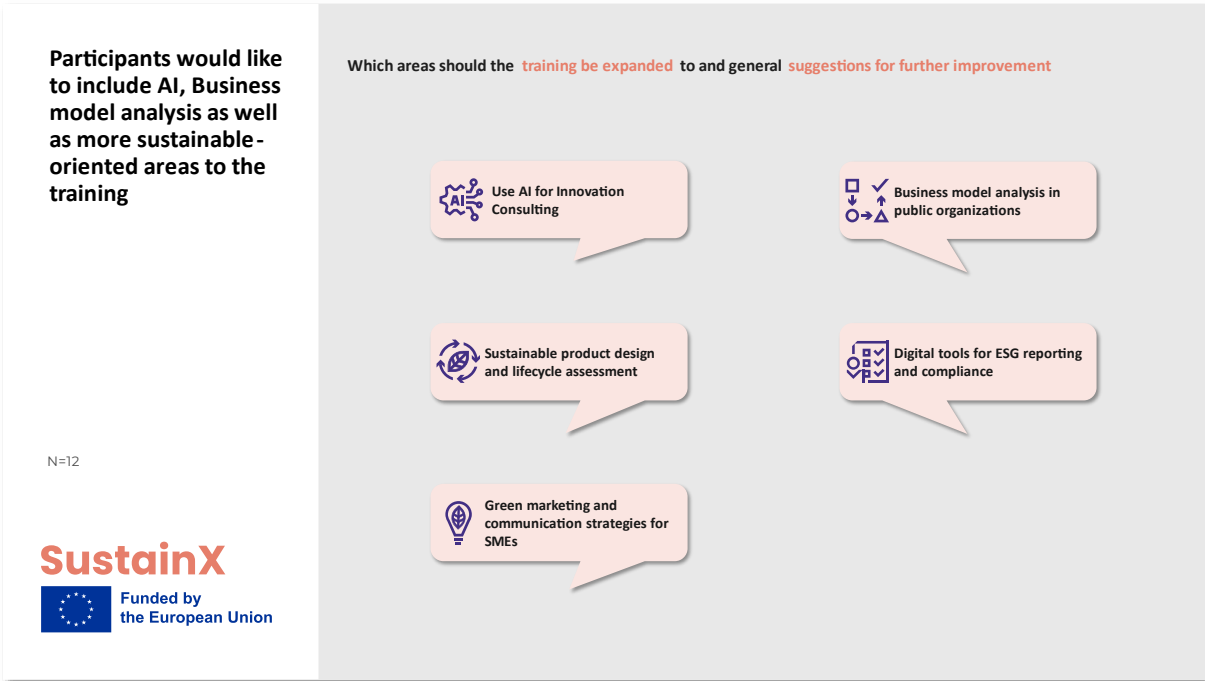 Participants would like
to include AI, Business
model analysis as well
as more sustainable-
oriented areas to the
training
N=12
SustainX
Funded by
the European Union
Which areas should the training be expanded to and general suggestions for further improvement
AI
Use AI for Innovation
Consulting
Business model analysis in
public organizations
Sustainable product design
and lifecycle assessment
Digital tools for ESG reporting
and compliance
Green marketing and
communication strategies for
SMEs